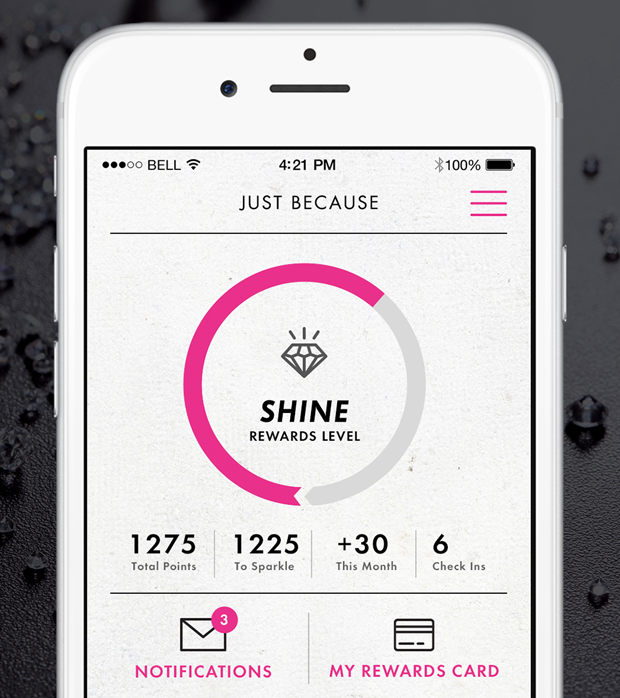 BELL 4:21 PM 100%
JUST BECAUSE
SHINE
REWARDS LEVEL
1275 1225 +30 6
Total Points To Sparkle This Month Check Ins
3
NOTIFICATIONS MY REWARDS CARD